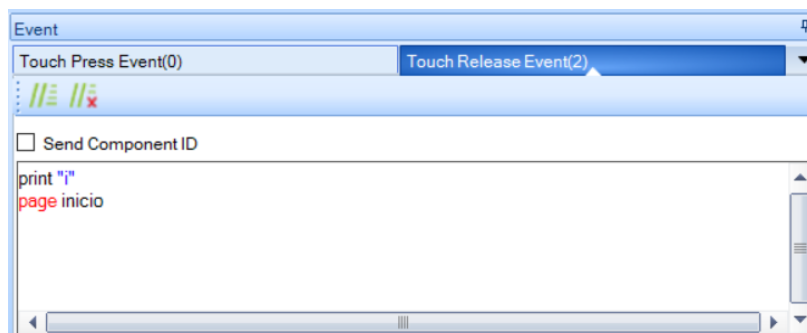 Event
Touch Press Event(0)
Touch Release Event(2)
Send Component ID
print "i"
page inicio